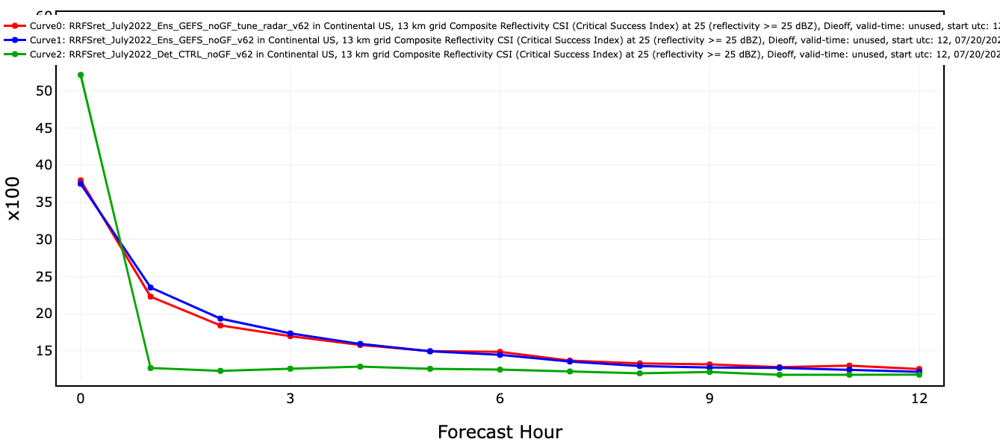 60
Curve0: RRFSret_July2022_Ens_GEFS_noGF_tune_radar_v62 in Continental US, 13 km grid Composite Reflectivity CSI (Critical Success Index) at 25 (reflectivity >= 25 dBZ), Dieoff, valid-time: unused, start utc: 12
Curve1: RRFSret_July2022_Ens_GEFS_noGF_v62 in Continental US, 13 km grid Composite Reflectivity CSI (Critical Success Index) at 25 (reflectivity >= 25 dBZ), Dieoff, valid-time: unused, start utc: 12, 07/20/202
Curve2: RRFSret_July2022_Det_CTRL_noGF_v62 in Continental US, 13 km grid Composite Reflectivity CSI (Critical Success Index) at 25 (reflectivity >= 25 dBZ), Dieoff, valid-time: unused, start utc: 12, 07/20/202
50
45
40
35
30
25
20
15
x100
0 3 6 9 12
Forecast Hour